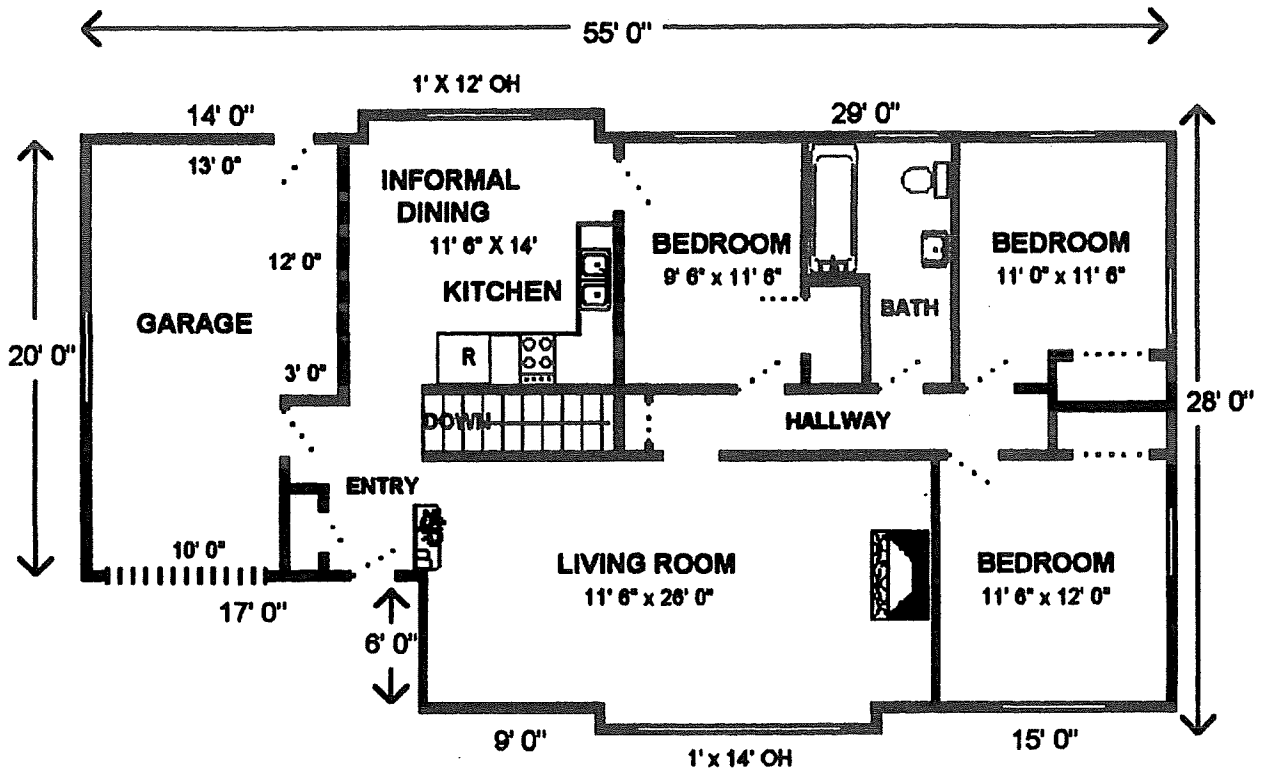 55' 0"
1' X 12' OH
14' 0"
29' 0"
13' 0"
INFORMAL
DINING
11' 6" X 14'
KITCHEN
BEDROOM
9' 6" x 11' 6"
BEDROOM
11' 0" x 11' 6"
12' 0"
BATH
GARAGE
20' 0"
R
3' 0"
28' 0"
DOWN
HALLWAY
ENTRY
10' 0"
LIVING ROOM
11' 6" x 26' 0"
BEDROOM
11' 6" x 12' 0"
17' 0"
6' 0"
9' 0"
15' 0"
1' x 14' OH